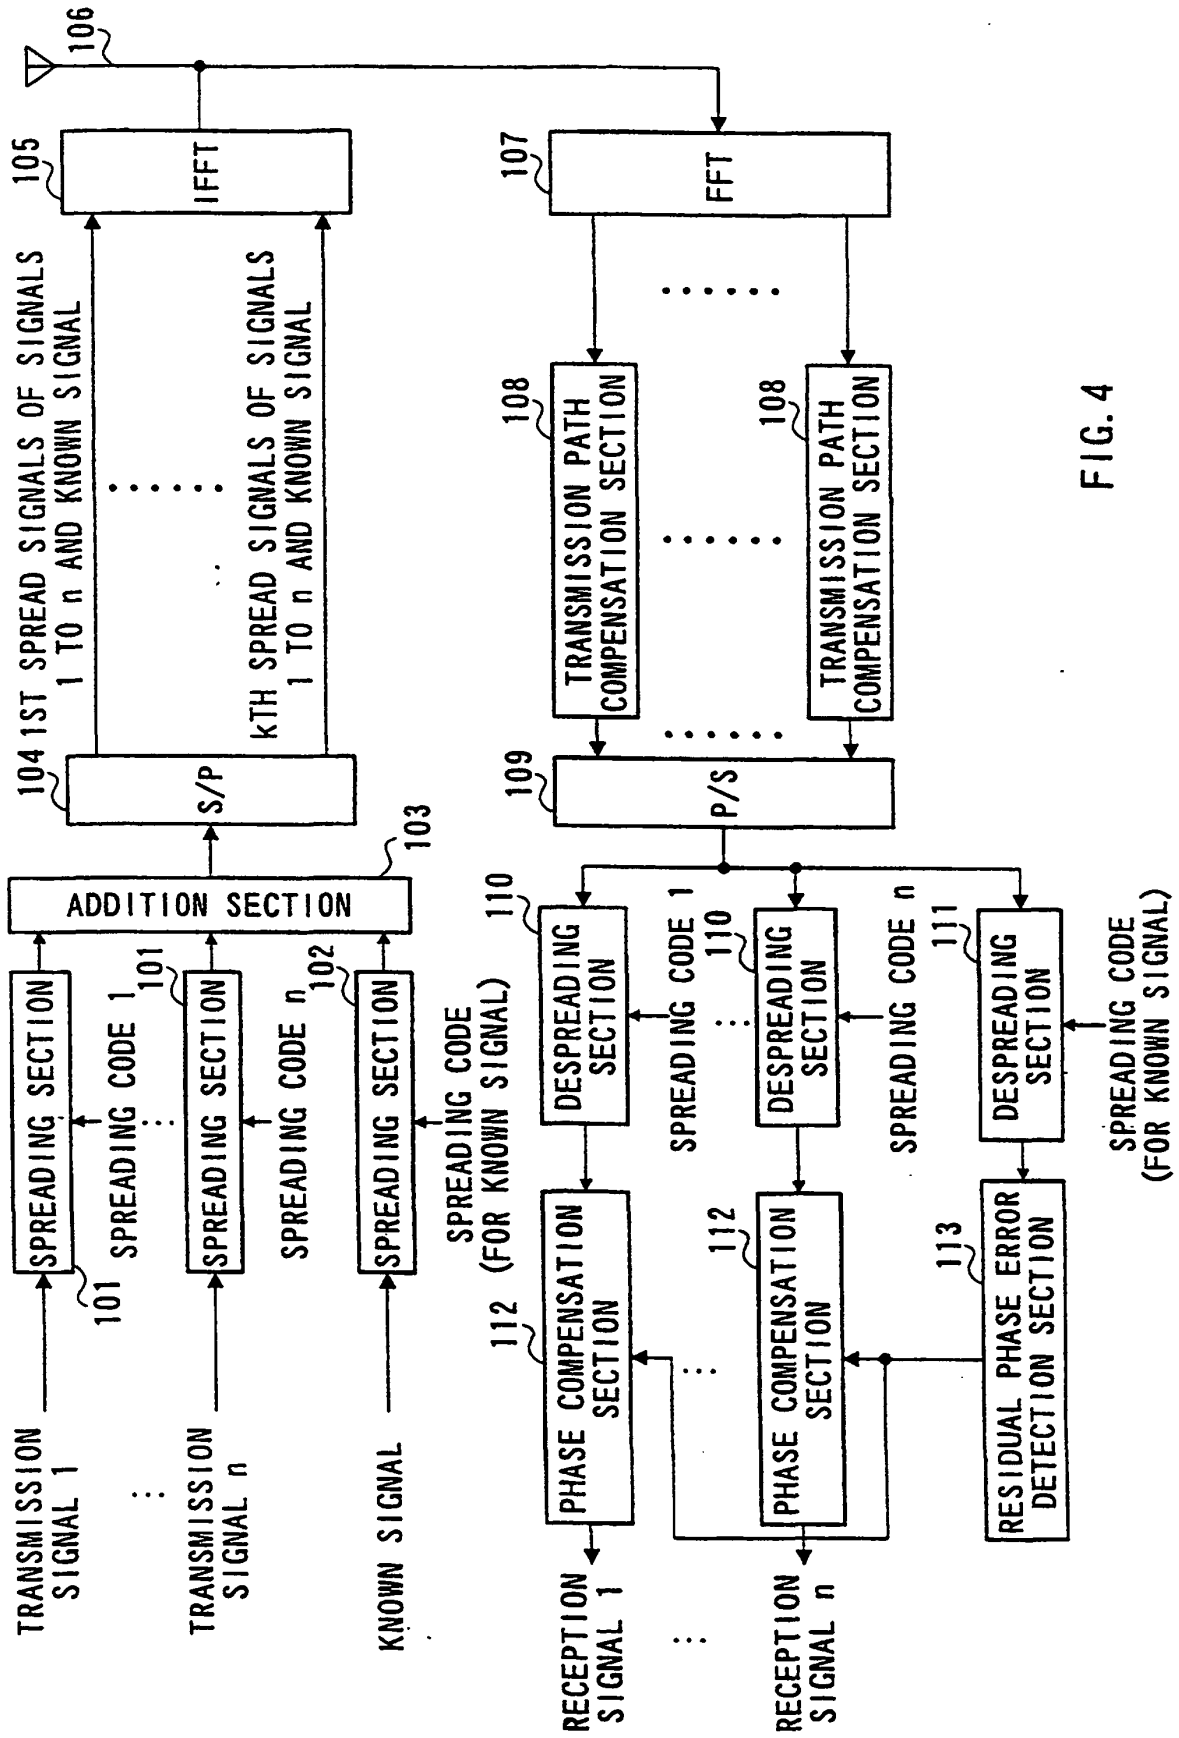 TRANSMISSION
SIGNAL 1
...
TRANSMISSION
SIGNAL n
KNOWN SIGNAL
101
SPREADING SECTION
SPREADING CODE 1
...
101
SPREADING SECTION
SPREADING CODE n
102
SPREADING SECTION
SPREADING CODE
(FOR KNOWN SIGNAL)
ADDITION SECTION
103
104
S/P
1ST SPREAD SIGNALS OF SIGNALS
1 TO n AND KNOWN SIGNAL
......
kTH SPREAD SIGNALS OF SIGNALS
1 TO n AND KNOWN SIGNAL
105
IFFT
106
RECEPTION
SIGNAL 1
...
RECEPTION
SIGNAL n
112
PHASE COMPENSATION
SECTION
...
112
PHASE COMPENSATION
SECTION
113
RESIDUAL PHASE ERROR
DETECTION SECTION
110
DESPREADING
SECTION
SPREADING CODE 1
...
110
DESPREADING
SECTION
SPREADING CODE n
111
DESPREADING
SECTION
SPREADING CODE
(FOR KNOWN SIGNAL)
109
P/S
......
108
TRANSMISSION PATH
COMPENSATION SECTION
......
108
TRANSMISSION PATH
COMPENSATION SECTION
......
107
FFT
FIG. 4